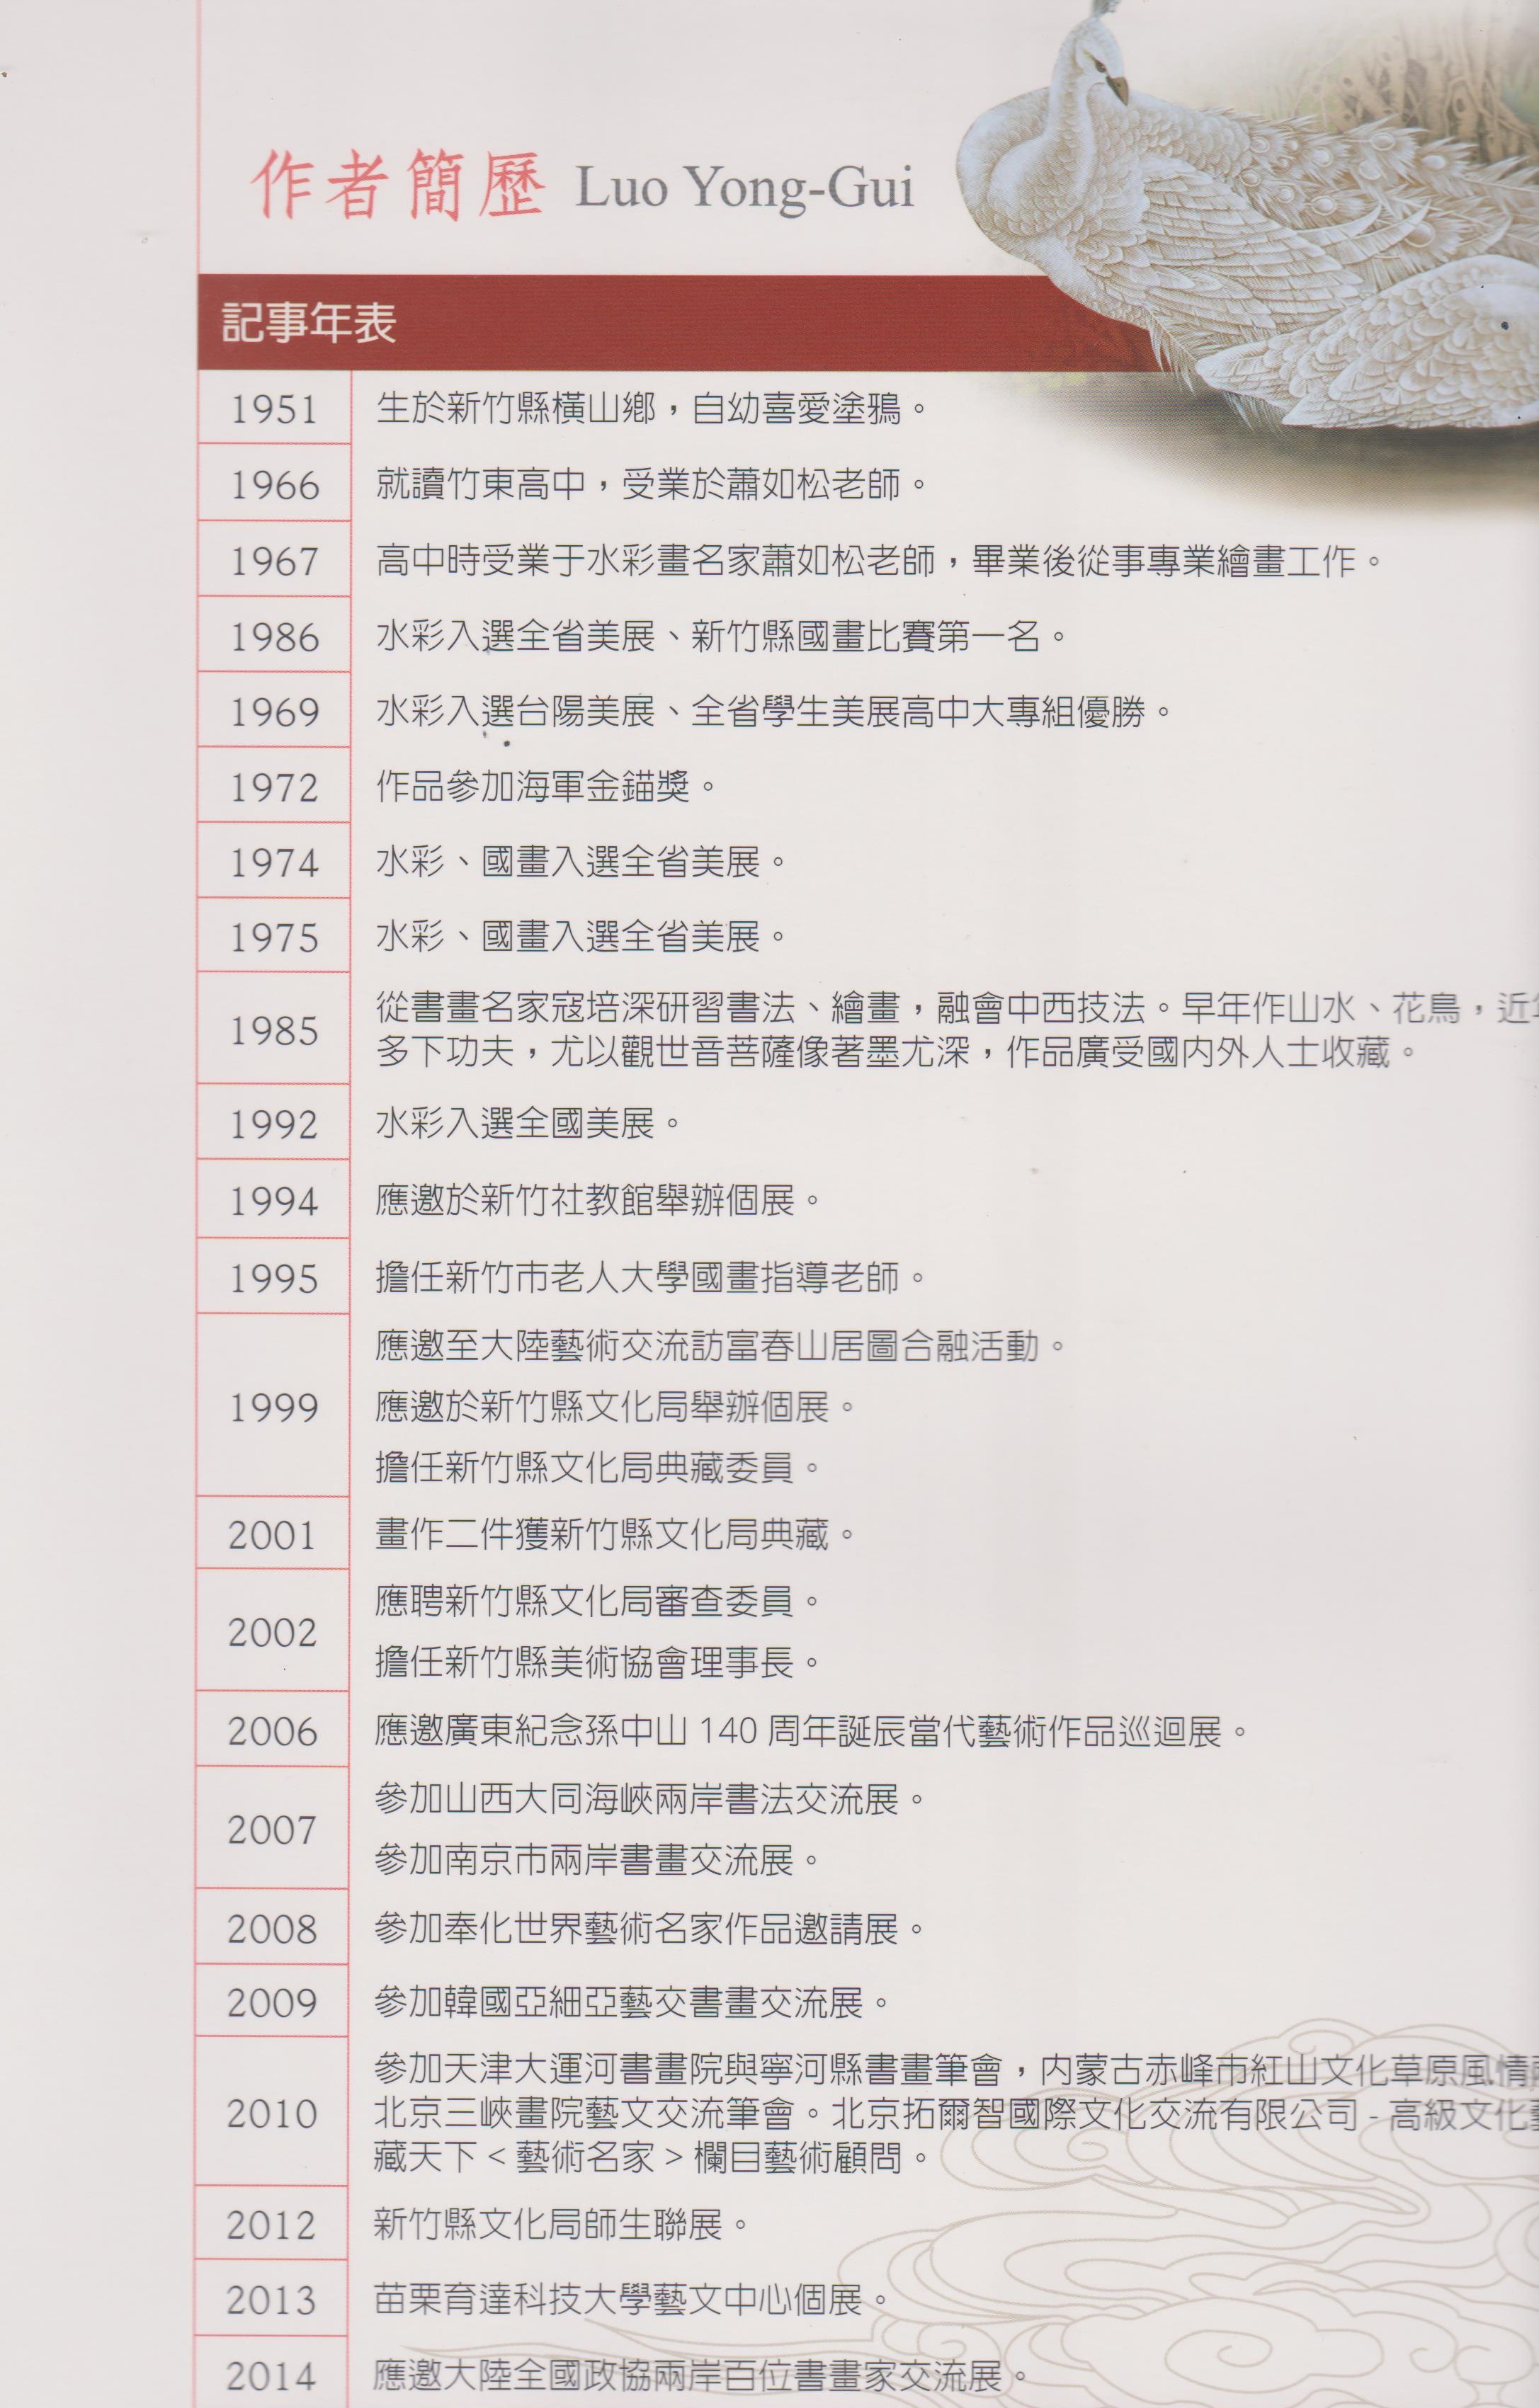 作者簡歷 Luo Yong-Gui
記事年表
1951 生於新竹縣橫山鄉，自幼喜愛塗鴉。
1966 就讀竹東高中，受業於蕭如松老師。
1967 高中時受業于水彩畫名家蕭如松老師，畢業後從事專業繪畫工作。
1986 水彩入選全省美展、新竹縣國畫比賽第一名。
1969 水彩入選台陽美展、全省學生美展高中大專組優勝。
1972 作品參加海軍金錨獎。
1974 水彩、國畫入選全省美展。
1975 水彩、國畫入選全省美展。
1985 從書畫名家寇培深研習書法、繪畫，融會中西技法。早年作山水、花鳥，近
多下功夫，尤以觀世音菩薩像著墨尤深，作品廣受國內外人士收藏。
1992 水彩入選全國美展。
1994 應邀於新竹社教館舉辦個展。
1995 擔任新竹市老人大學國畫指導老師。
1999 應邀至大陸藝術交流訪富春山居圖合融活動。
應邀於新竹縣文化局舉辦個展。
擔任新竹縣文化局典藏委員。
2001 畫作二件獲新竹縣文化局典藏。
2002 應聘新竹縣文化局審查委員。
擔任新竹縣美術協會理事長。
2006 應邀廣東紀念孫中山 140 周年誕辰當代藝術作品巡迴展。
2007 參加山西大同海峽兩岸書法交流展。
參加南京市兩岸書畫交流展。
2008 參加奉化世界藝術名家作品邀請展。
2009 參加韓國亞細亞藝交書畫交流展。
2010 參加天津大運河書畫院與寧河縣書畫筆會，內蒙古赤峰市紅山文化草原風情
北京三峽畫院藝文交流筆會。北京拓爾智國際文化交流有限公司 - 高級文化
藏天下 < 藝術名家 > 欄目藝術顧問。
2012 新竹縣文化局師生聯展。
2013 苗栗育達科技大學藝文中心個展。
2014 應邀大陸全國政協兩岸百位書畫家交流展。